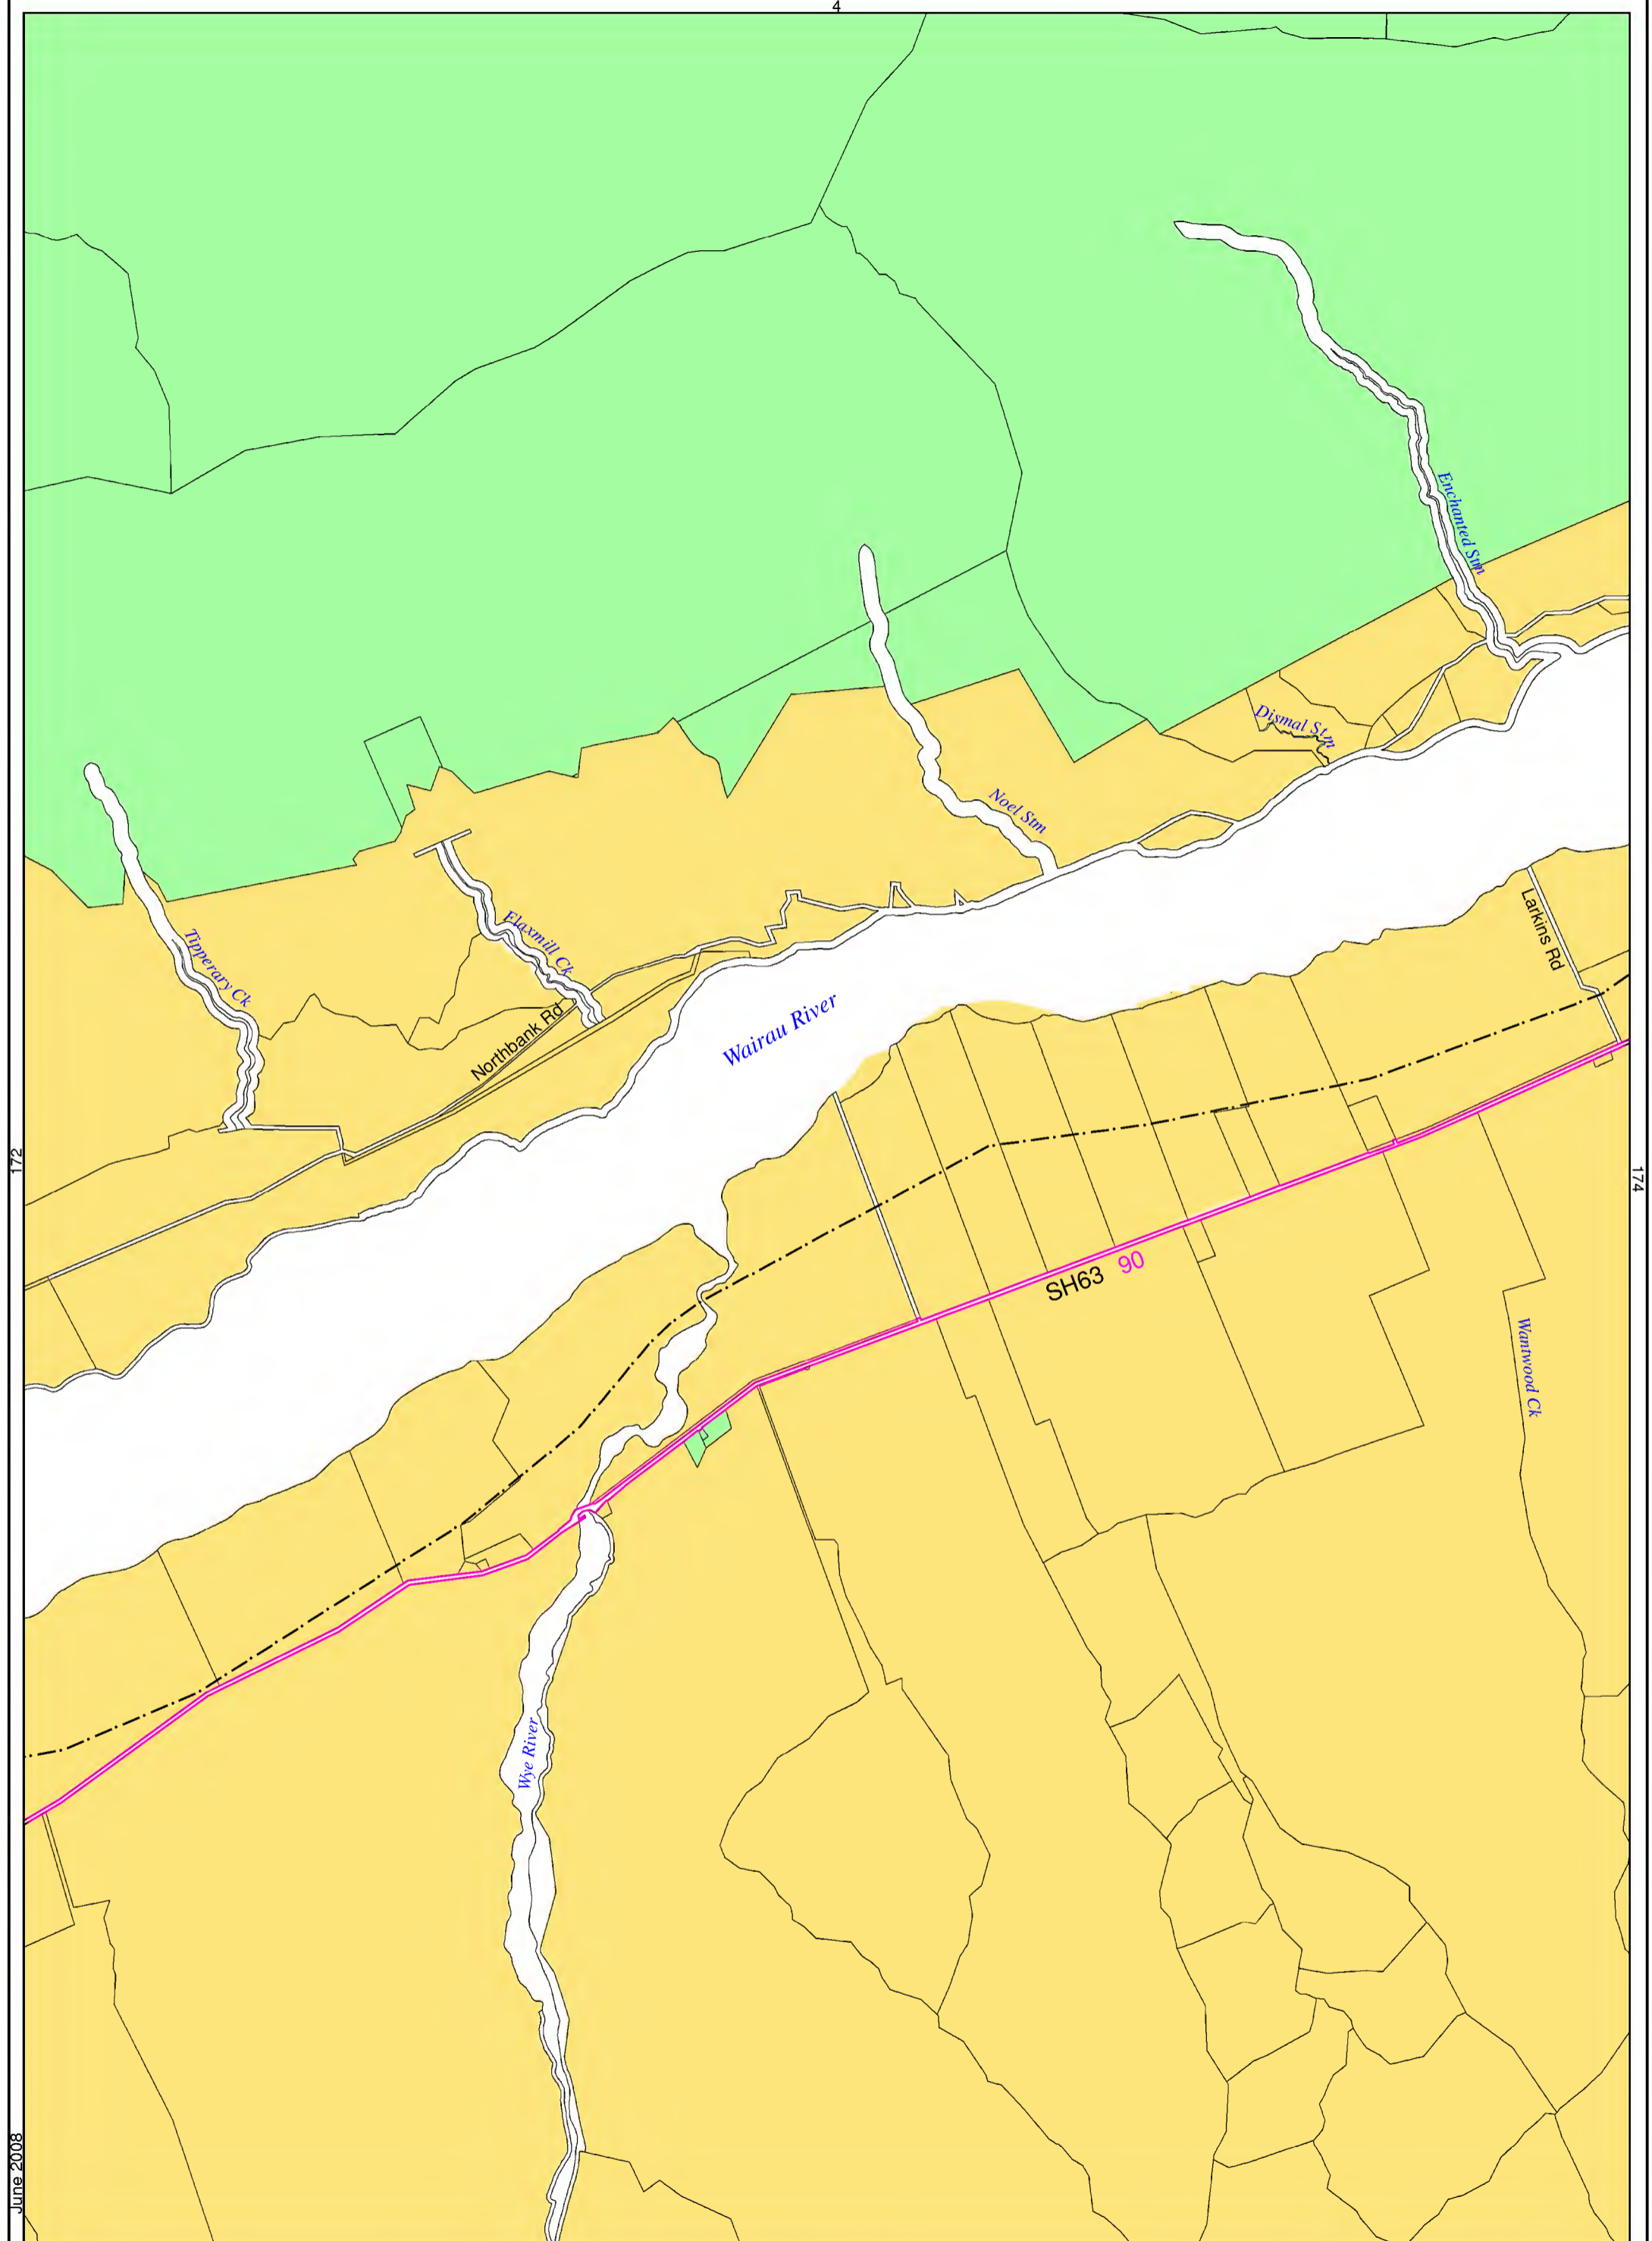 4
Enchanted Stm
Dismal Stm
Noel Stm
Larkins Rd
Flaxmill Ck
Tipperary Ck
Northbank Rd
Wairau River
172
174
SH63 90
Wantwood Ck
Wye River
June 2008